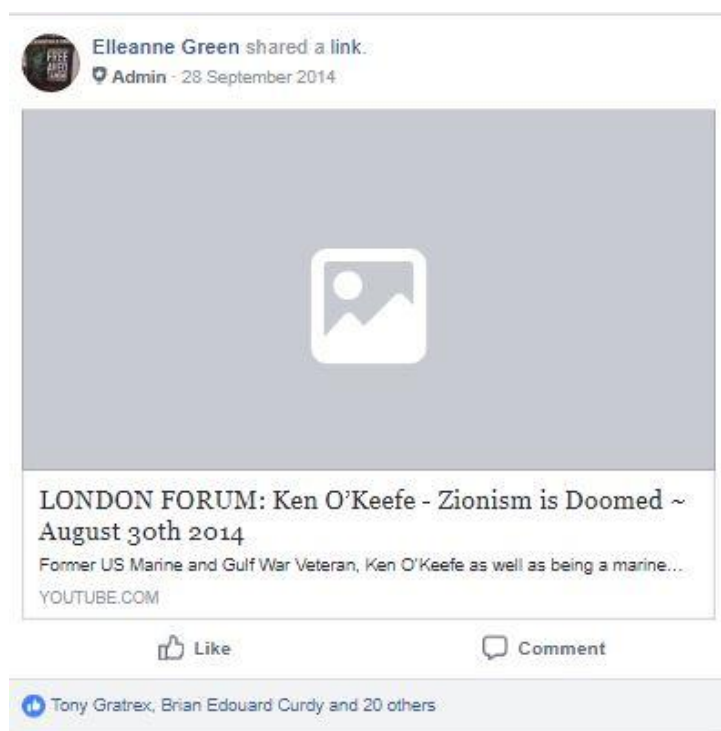 Elleanne Green shared a link.
Admin · 28 September 2014
LONDON FORUM: Ken O'Keefe - Zionism is Doomed ~
August 30th 2014
Former US Marine and Gulf War Veteran, Ken O'Keefe as well as being a marine...
YOUTUBE.COM
Like Comment
Tony Gratrex, Brian Edouard Curdy and 20 others